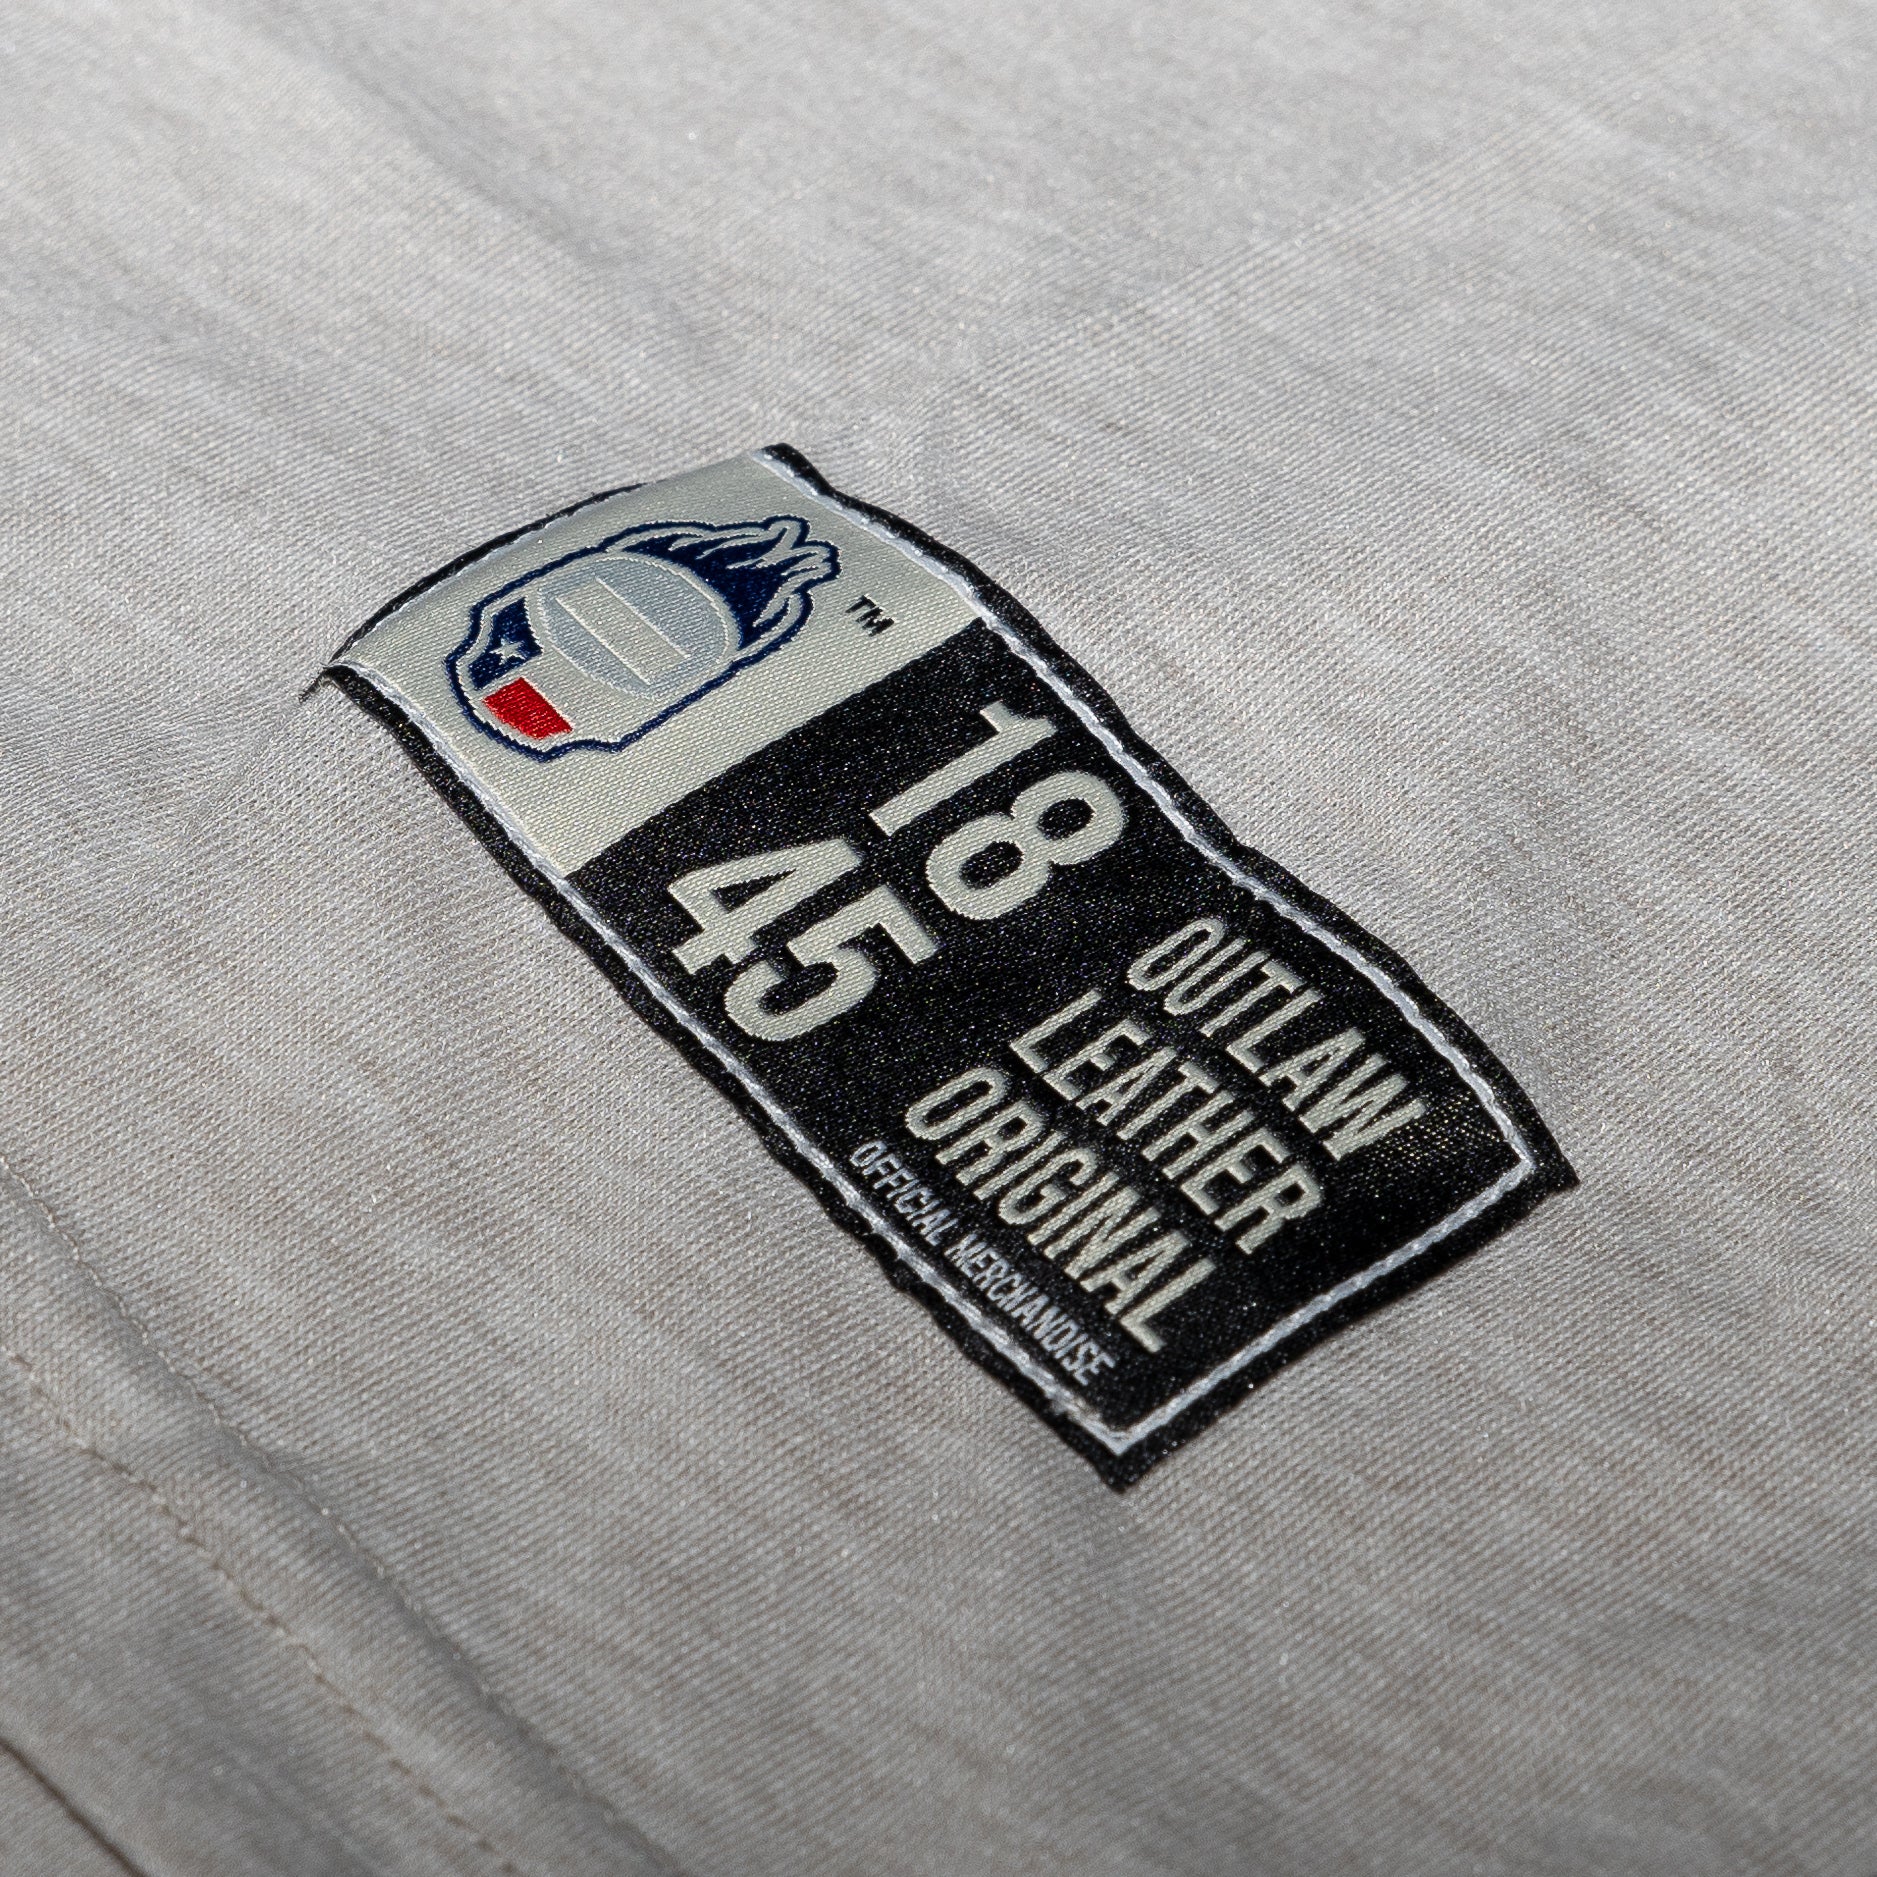 TM
18
45
OUTLAW
LEATHER
ORIGINAL
OFFICIAL MERCHANDISE